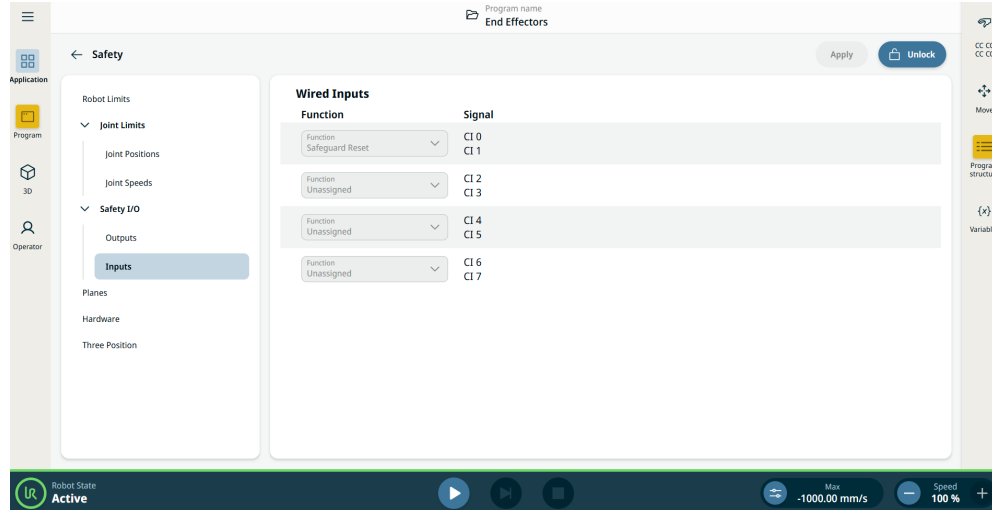 Program name
End Effectors
Application
Program
3D
Operator
Safety
Apply
Unlock
Robot Limits
Joint Limits
Joint Positions
Joint Speeds
Safety I/O
Outputs
Inputs
Planes
Hardware
Three Position
Wired Inputs
Function Signal
Function
Safeguard Reset
CI 0
CI 1
Function
Unassigned
CI 2
CI 3
Function
Unassigned
CI 4
CI 5
Function
Unassigned
CI 6
CI 7
Move
Progra
structu
{x}
Variabl
UR
Robot State
Active
Max
-1000.00 mm/s
Speed
100 %